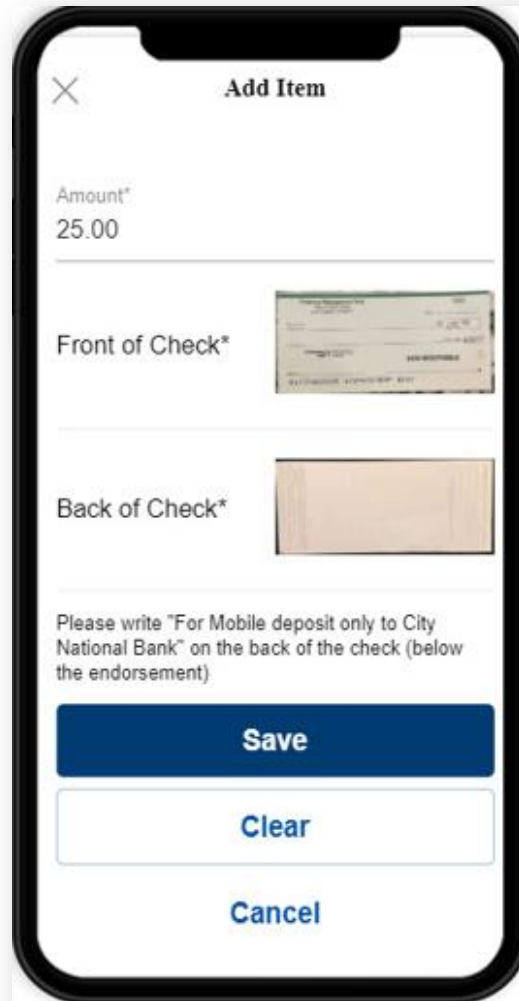 Add Item
Amount*
25.00
Front of Check*
Back of Check*
Please write "For Mobile deposit only to City
National Bank" on the back of the check (below
the endorsement)
Save
Clear
Cancel